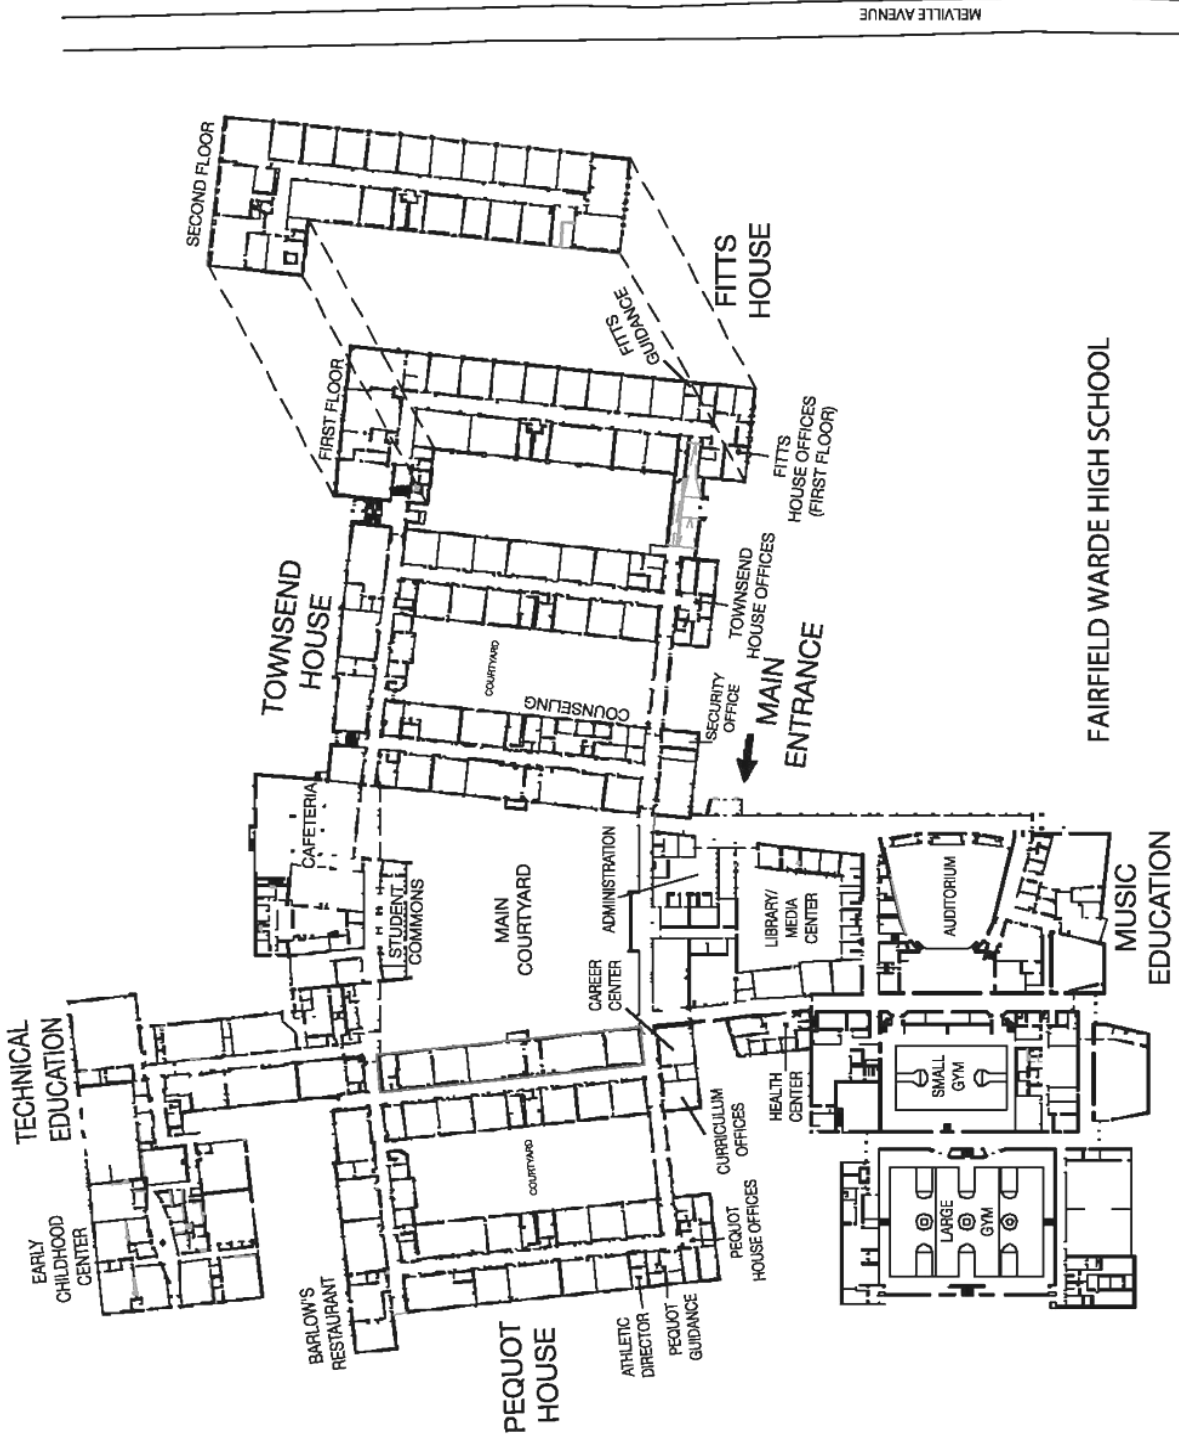 MELVILLE AVENUE
SECOND FLOOR
FITTS
HOUSE
FITTS
GUIDANCE
FIRST FLOOR
FITTS
HOUSE OFFICES
(FIRST FLOOR)
TOWNSEND
HOUSE
TOWNSEND
HOUSE OFFICES
COURTYARD
COUNSELING
SECURITY
OFFICE
MAIN
ENTRANCE
FAIRFIELD WARDE HIGH SCHOOL
CAFETERIA
STUDENT
COMMONS
MAIN
COURTYARD
ADMINISTRATION
LIBRARY/
MEDIA
CENTER
AUDITORIUM
MUSIC
EDUCATION
CAREER
CENTER
TECHNICAL
EDUCATION
HEALTH
CENTER
SMALL
GYM
CURRICULUM
OFFICES
COURTYARD
EARLY
CHILDHOOD
CENTER
BARLOW'S
RESTAURANT
PEQUOT
HOUSE
ATHLETIC
DIRECTOR
PEQUOT
GUIDANCE
PEQUOT
HOUSE OFFICES
LARGE
GYM